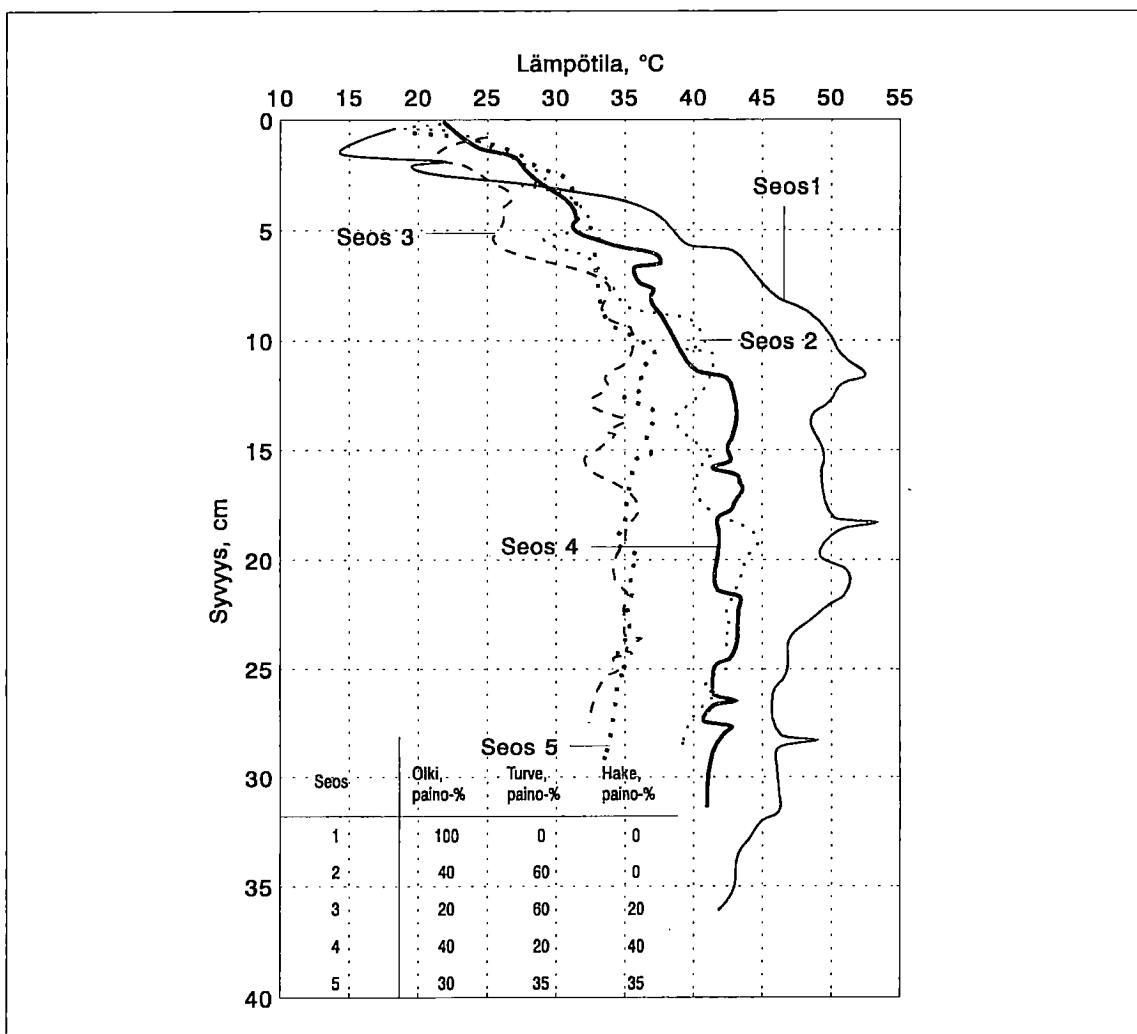 Lämpötila, °C
10 15 20 25 30 35 40 45 50 55
0
5
10
15
20
25
30
35
40
Syvyys, cm
Seos1
Seos 3
Seos 2
Seos 4
Seos 5
Seos Olki, paino-% Turve, paino-% Hake, paino-%
1 100 0 0
2 40 60 0
3 20 60 20
4 40 20 40
5 30 35 35